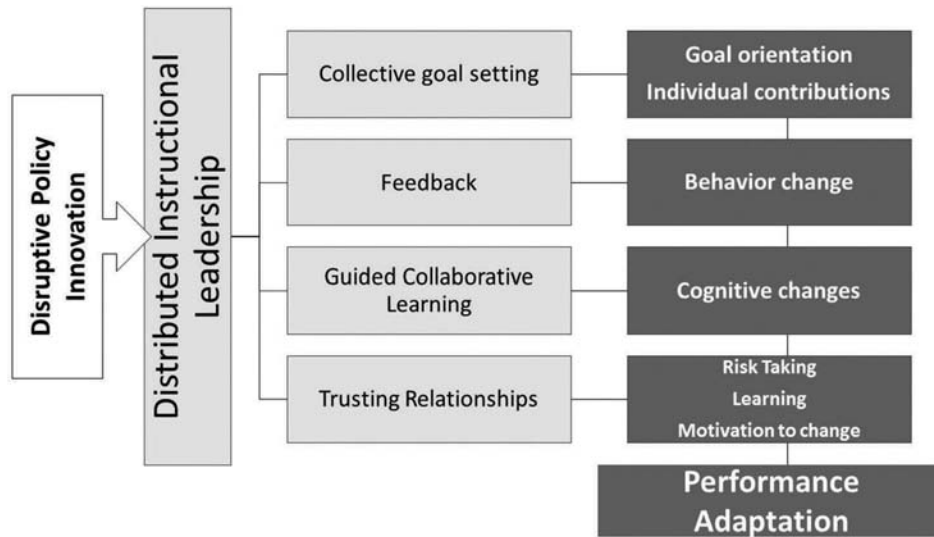 Disruptive Policy
Innovation
Distributed Instructional
Leadership
Collective goal setting
Feedback
Guided Collaborative
Learning
Trusting Relationships
Goal orientation
Individual contributions
Behavior change
Cognitive changes
Risk Taking
Learning
Motivation to change
Performance
Adaptation